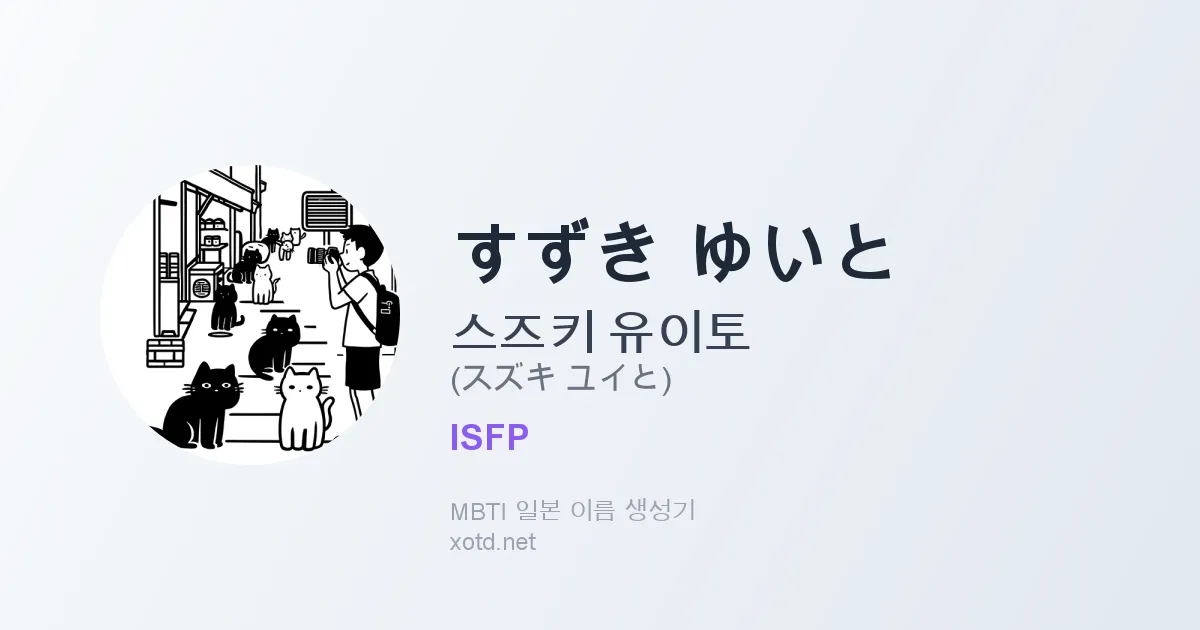 すずき ゆいと
스즈키 유이토
(スズキ ユイと)
ISFP
MBTI 일본 이름 생성기
xotd.net